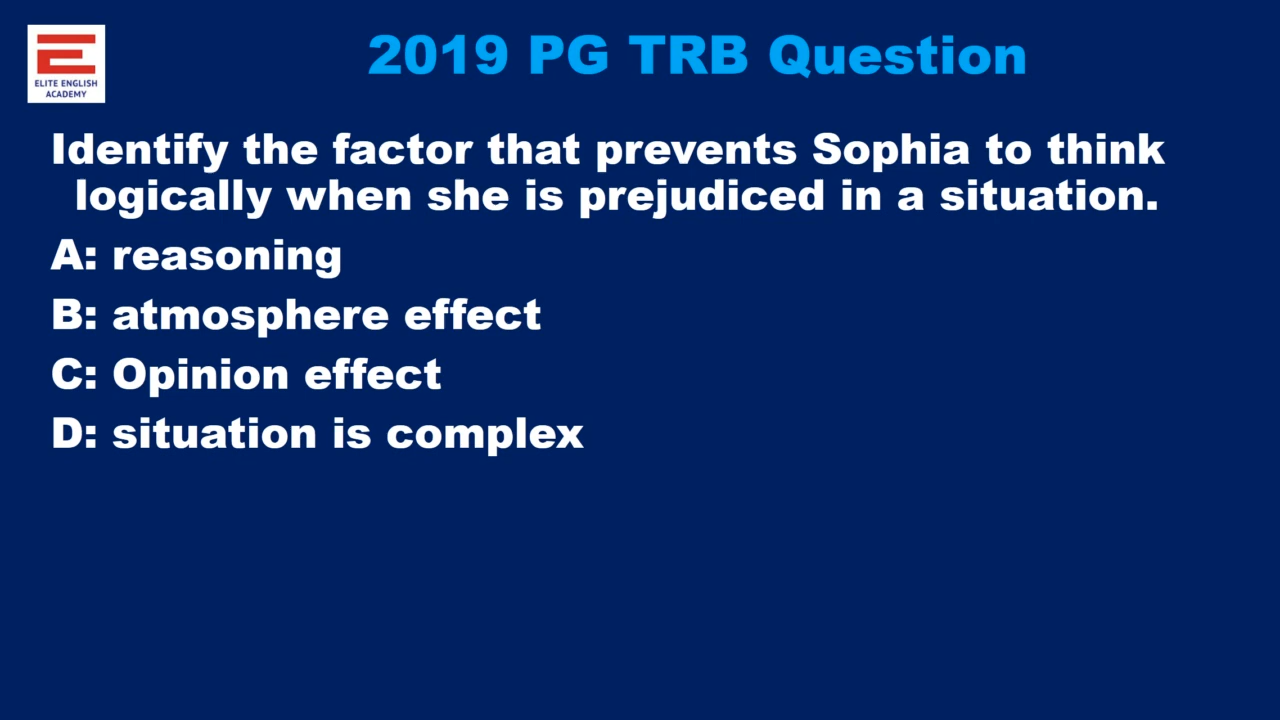 ELITE ENGLISH
ACADEMY
2019 PG TRB Question
Identify the factor that prevents Sophia to think
logically when she is prejudiced in a situation.
A: reasoning
B: atmosphere effect
C: Opinion effect
D: situation is complex